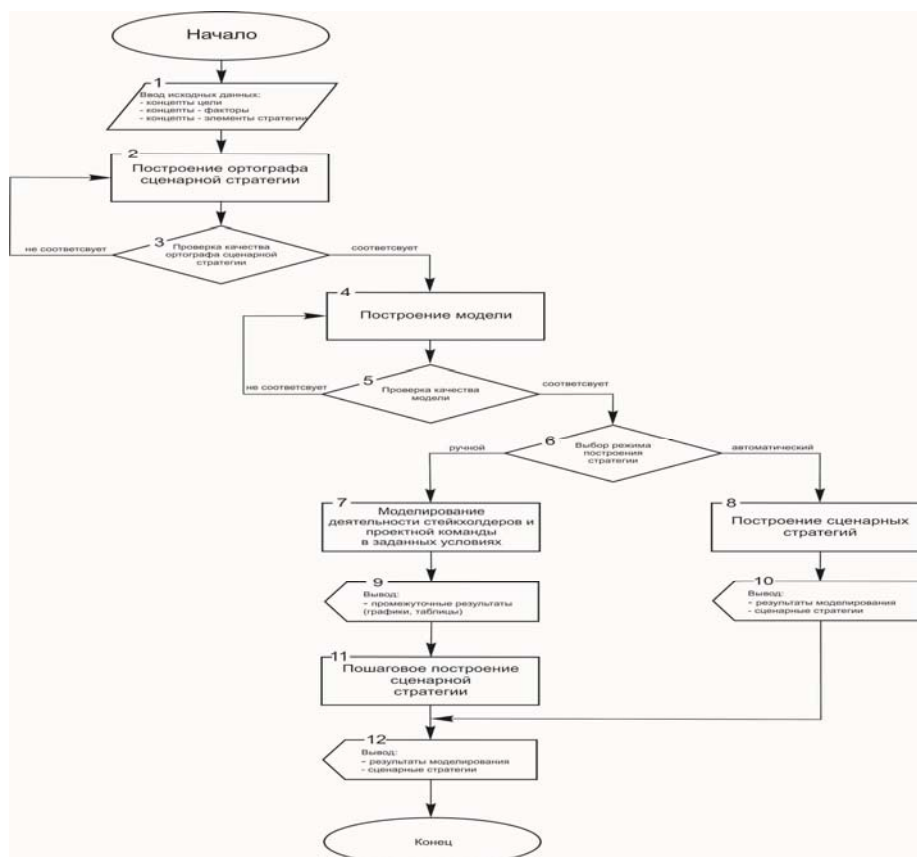 Начало
1
Ввод исходных данных:
- концепты цели
- концепты - факторы
- концепты - элементы стратегии
2
Построение ортографа
сценарной стратегии
3
Проверка качества
ортографа сценарной
стратегии
не соответсвует
соответсвует
4
Построение модели
5
Проверка качества
модели
не соответсвует
соответсвует
6
Выбор режима
построения
стратегии
ручной
автоматический
7
Моделирование
деятельности стейкхолдеров и
проектной команды
в заданных условиях
8
Построение сценарных
стратегий
9
Вывод:
- промежуточные результаты
(графики, таблицы)
10
Вывод:
- результаты моделирования
- сценарные стратегии
11
Пошаговое построение
сценарной
стратегии
12
Вывод:
- результаты моделирования
- сценарные стратегии
Конец